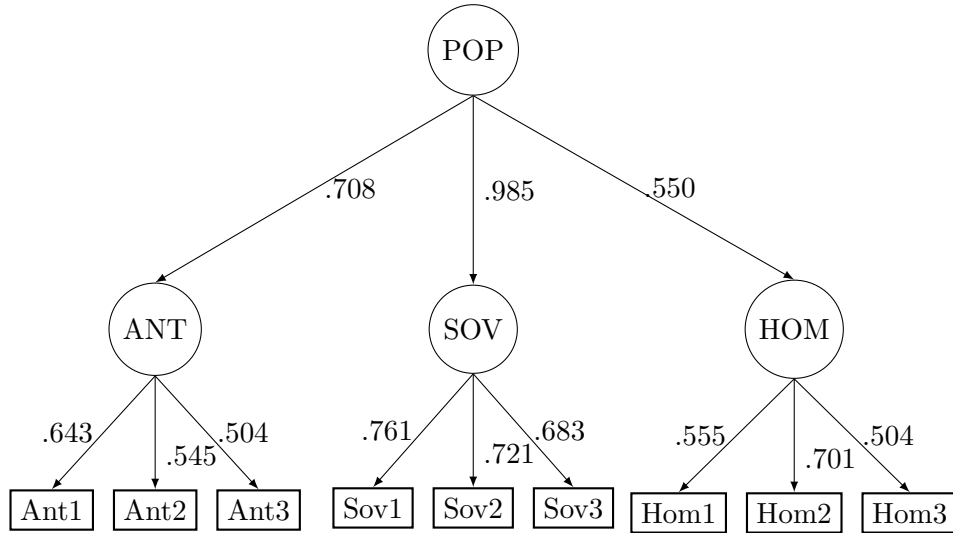 POP
.708 .985 .550
ANT SOV HOM
.643 .545 .504 .761 .721 .683 .555 .701 .504
Ant1 Ant2 Ant3 Sov1 Sov2 Sov3 Hom1 Hom2 Hom3